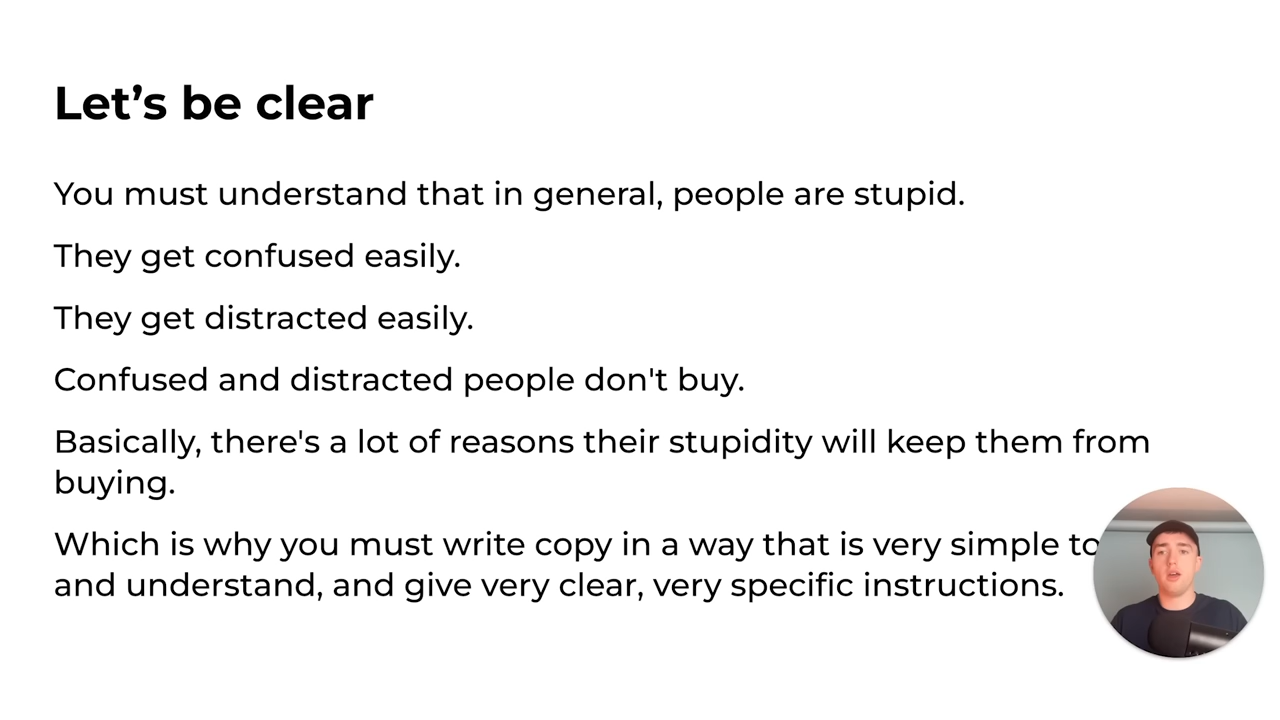 Let’s be clear
You must understand that in general, people are stupid.
They get confused easily.
They get distracted easily.
Confused and distracted people don't buy.
Basically, there's a lot of reasons their stupidity will keep them from
buying.
Which is why you must write copy in a way that is very simple to
and understand, and give very clear, very specific instructions.